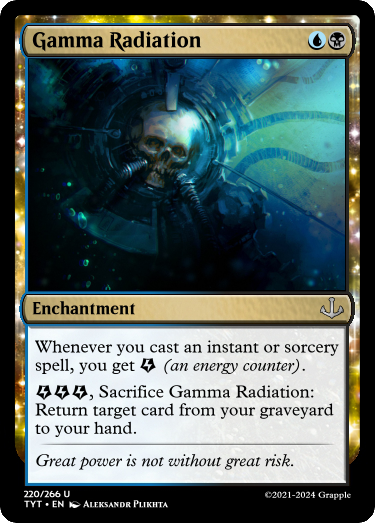 Gamma Radiation
Enchantment
Whenever you cast an instant or sorcery
spell, you get (an energy counter).
, Sacrifice Gamma Radiation:
Return target card from your graveyard
to your hand.
Great power is not without great risk.
220/266 U
TYT • EN Aleksandr Plikhta
©2021-2024 Grapple